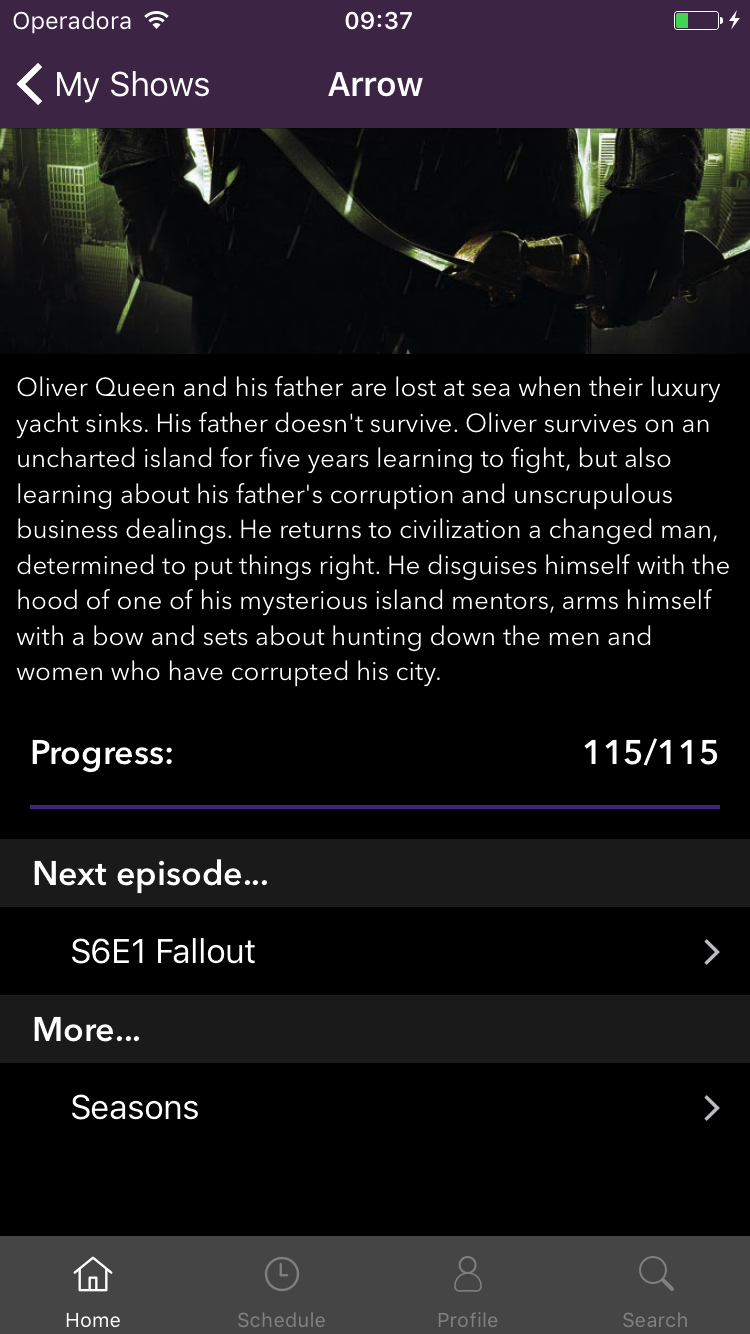 Operadora 09:37
My Shows Arrow
Oliver Queen and his father are lost at sea when their luxury
yacht sinks. His father doesn't survive. Oliver survives on an
uncharted island for five years learning to fight, but also
learning about his father's corruption and unscrupulous
business dealings. He returns to civilization a changed man,
determined to put things right. He disguises himself with the
hood of one of his mysterious island mentors, arms himself
with a bow and sets about hunting down the men and
women who have corrupted his city.
Progress: 115/115
Next episode...
S6E1 Fallout
More...
Seasons
Home Schedule Profile Search